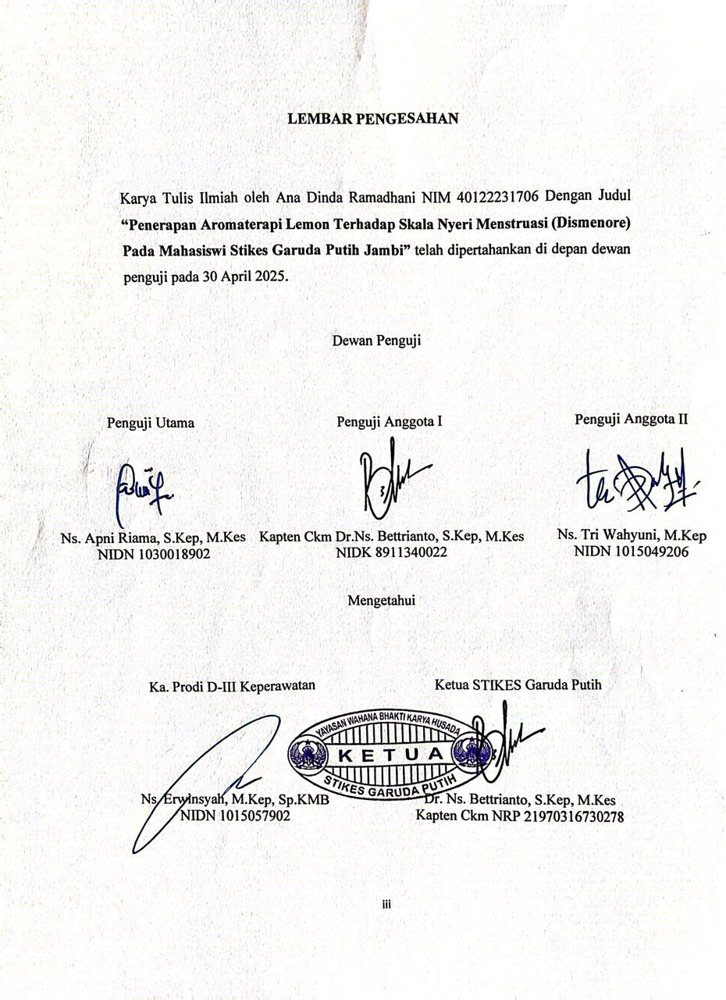 LEMBAR PENGESAHAN
Karya Tulis Ilmiah oleh Ana Dinda Ramadhani NIM 40122231706 Dengan Judul
“Penerapan Aromaterapi Lemon Terhadap Skala Nyeri Menstruasi (Dismenore)
Pada Mahasiswi Stikes Garuda Putih Jambi” telah dipertahankan di depan dewan
penguji pada 30 April 2025.
Dewan Penguji
Penguji Utama
Penguji Anggota I
Penguji Anggota II
Ns. Apni Riama, S.Kep, M.Kes
NIDN 1030018902
Kapten Ckm Dr.Ns. Bettrianto, S.Kep, M.Kes
NIDK 8911340022
Ns. Tri Wahyuni, M.Kep
NIDN 1015049206
Mengetahui
Ka. Prodi D-III Keperawatan
Ketua STIKES Garuda Putih
YAYASAN WAHANA BHAKTI KARYA HUSADA
KETUA
STIKES GARUDA PUTIH
Ns. Erwinsyah, M.Kep, Sp.KMB
NIDN 1015057902
Dr. Ns. Bettrianto, S.Kep, M.Kes
Kapten Ckm NRP 21970316730278
iii